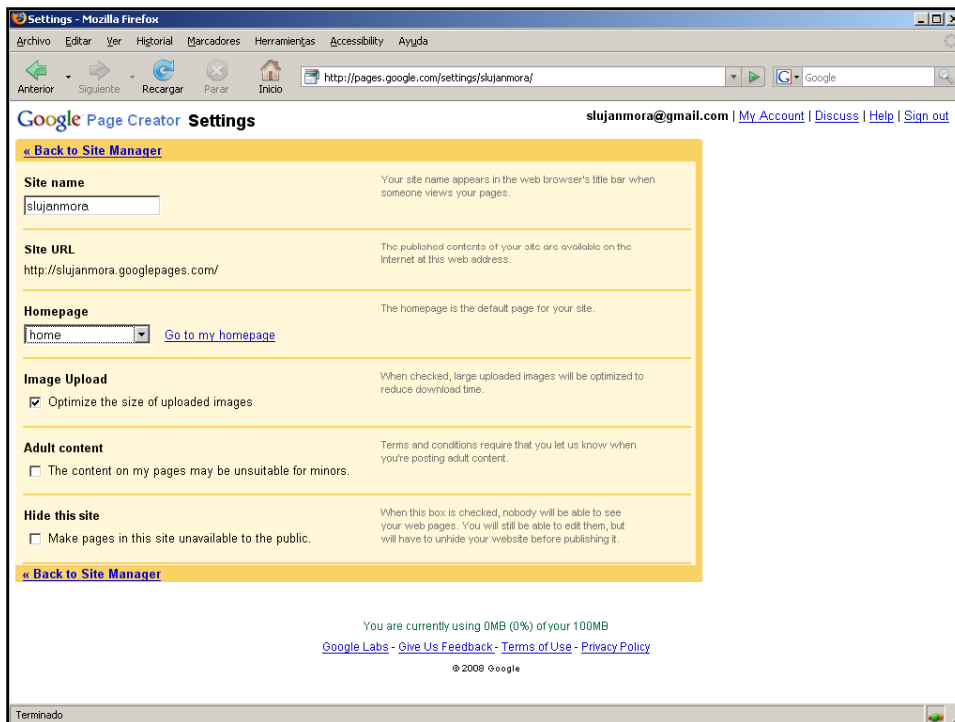 Settings - Mozilla Firefox
Archivo Editar Ver Historial Marcadores Herramientas Accessibility Ayuda
Anterior Siguiente Recargar Parar Inicio http://pages.google.com/settings/slujanmora/ G Google
Google Page Creator Settings slujanmora@gmail.com | My Account | Discuss | Help | Sign out
« Back to Site Manager
Site name Your site name appears in the web browser's title bar when
someone views your pages.
slujanmora
Site URL The published contents of your site are available on the
Internet at this web address.
http://slujanmora.googlepages.com/
Homepage The homepage is the default page for your site.
home Go to my homepage
Image Upload When checked, large uploaded images will be optimized to
reduce download time.
Optimize the size of uploaded images
Adult content Terms and conditions require that you let us know when
you're posting adult content.
The content on my pages may be unsuitable for minors.
Hide this site When this box is checked, nobody will be able to see
your web pages. You will still be able to edit them, but
will have to unhide your website before publishing it.
Make pages in this site unavailable to the public.
« Back to Site Manager
You are currently using 0MB (0%) of your 100MB
Google Labs - Give Us Feedback - Terms of Use - Privacy Policy
© 2008 Google
Terminado